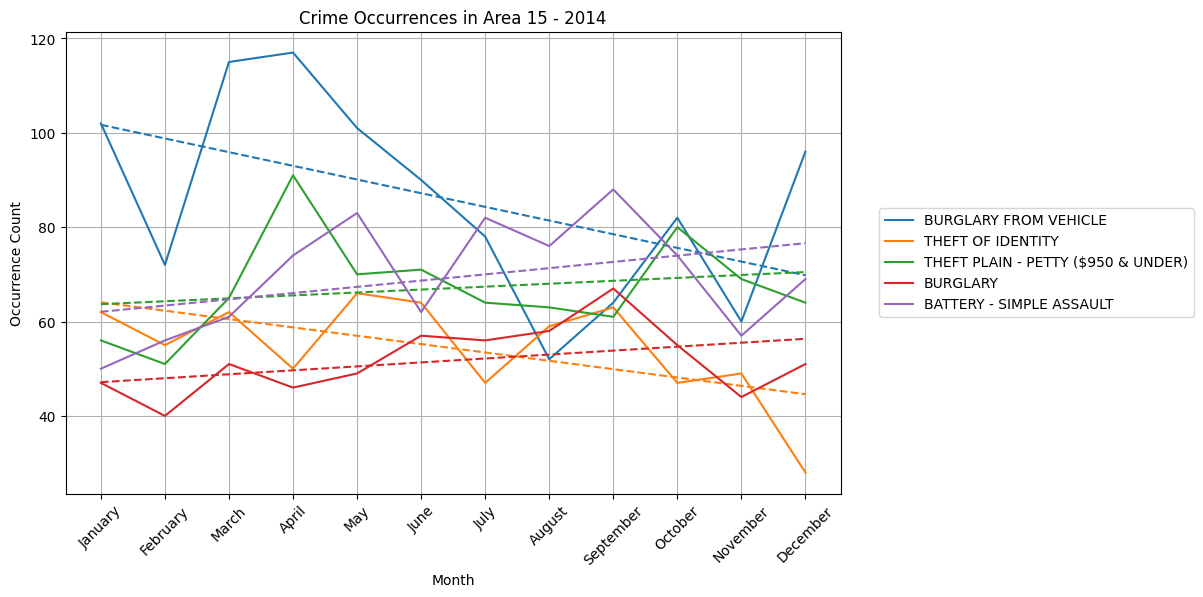 Crime Occurrences in Area 15 - 2014
Occurrence Count
120
100
80
60
40
January
February
March
April
May
June
July
August
September
October
November
December
Month
BURGLARY FROM VEHICLE
THEFT OF IDENTITY
THEFT PLAIN - PETTY ($950 & UNDER)
BURGLARY
BATTERY - SIMPLE ASSAULT